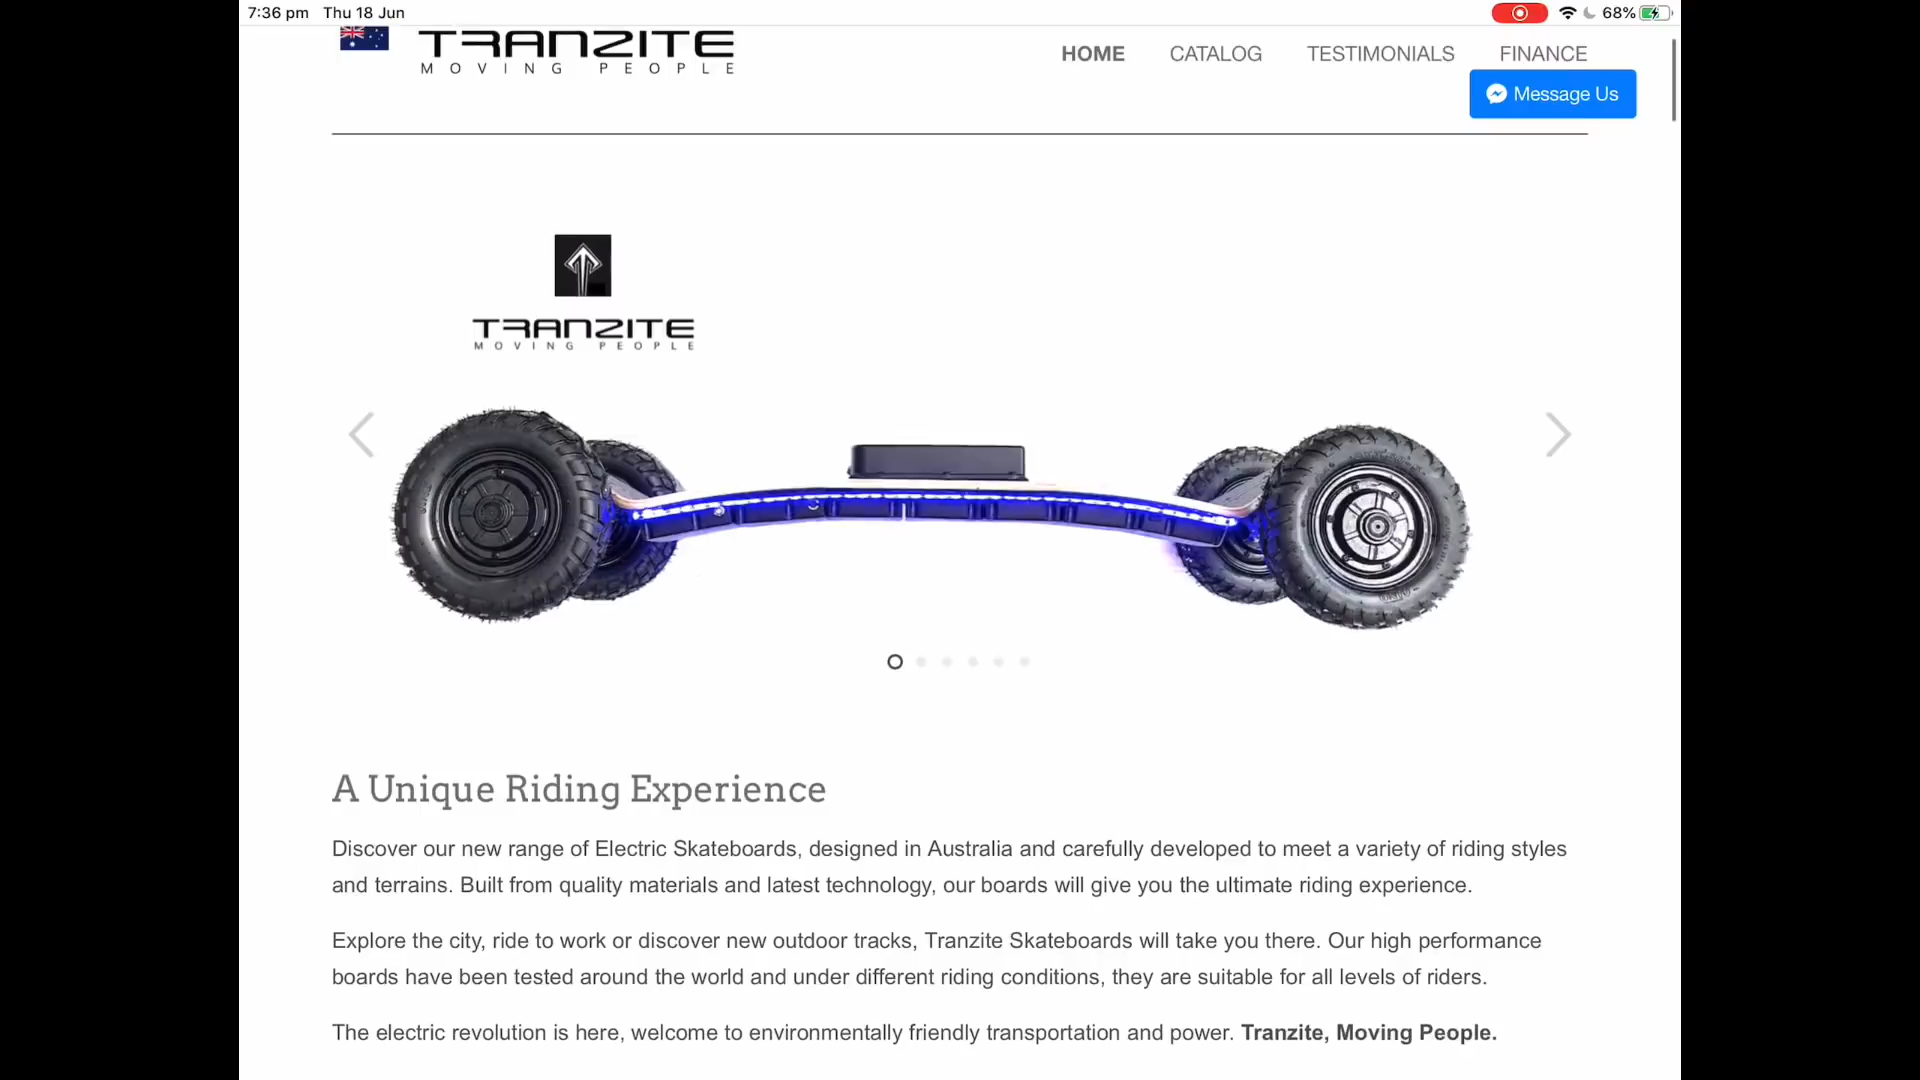 7:36 pm Thu 18 Jun 68%
TRANZITE
MOVING PEOPLE
HOME CATALOG TESTIMONIALS FINANCE
Message Us
TRANZITE
MOVING PEOPLE
A Unique Riding Experience
Discover our new range of Electric Skateboards, designed in Australia and carefully developed to meet a variety of riding styles
and terrains. Built from quality materials and latest technology, our boards will give you the ultimate riding experience.
Explore the city, ride to work or discover new outdoor tracks, Tranzite Skateboards will take you there. Our high performance
boards have been tested around the world and under different riding conditions, they are suitable for all levels of riders.
The electric revolution is here, welcome to environmentally friendly transportation and power. Tranzite, Moving People.